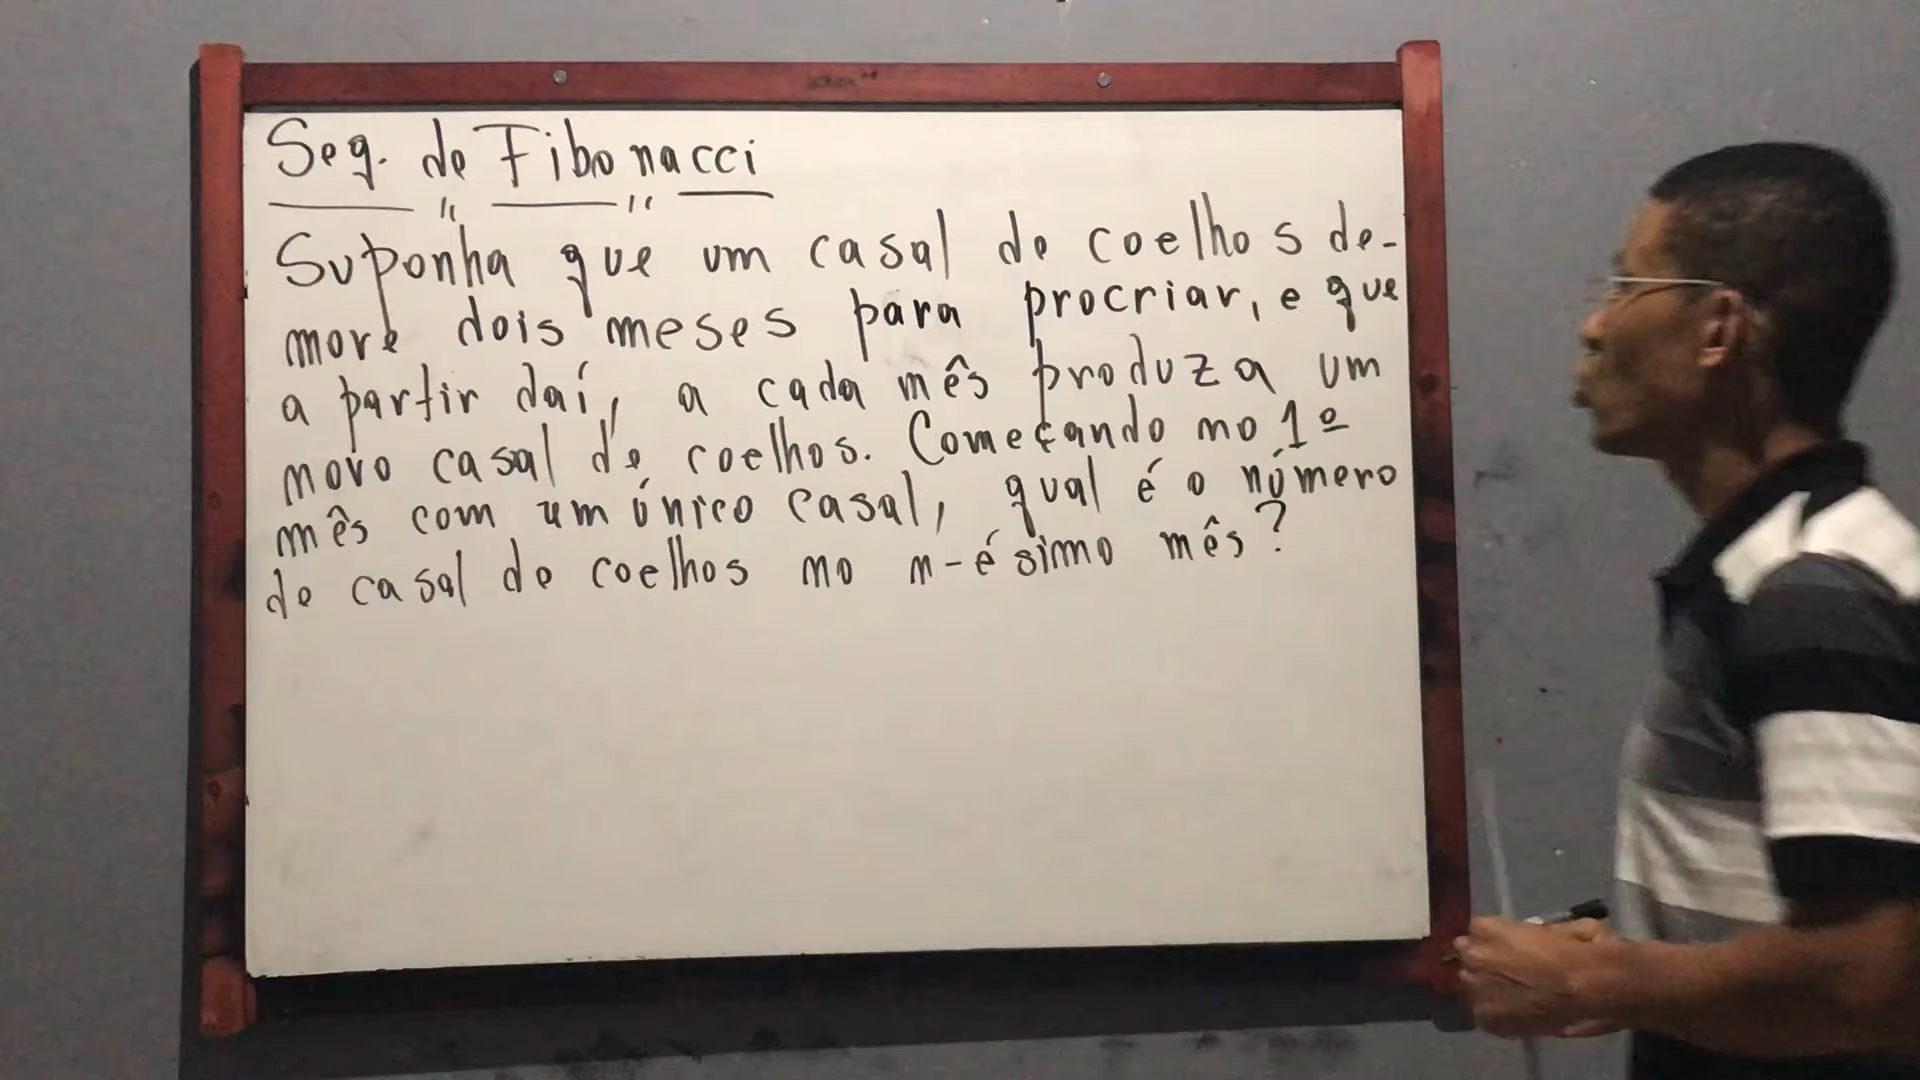 Seq. de Fibonacci
Suponha que um casal de coelhos de-
more dois meses para procriar, e que
a partir daí, a cada mês produza um
novo casal de coelhos. Começando no 1º
mês com um único casal, qual é o número
de casal de coelhos no n-ésimo mês?